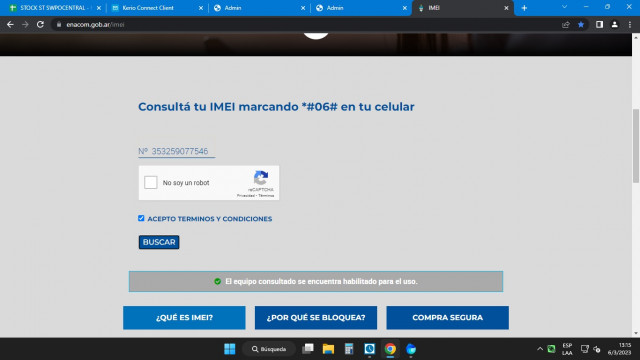 STOCK ST SWPOCENTRAL -
Kerio Connect Client
Admin
Admin
IMEI
enacom.gob.ar/imei
Consultá tu IMEI marcando *#06# en tu celular
Nº 353259077546
No soy un robot
reCAPTCHA
Privacidad - Términos
ACEPTO TERMINOS Y CONDICIONES
BUSCAR
El equipo consultado se encuentra habilitado para el uso.
¿QUÉ ES IMEI?
¿POR QUÉ SE BLOQUEA?
COMPRA SEGURA
Búsqueda
ESP
LAA
13:15
6/3/2023